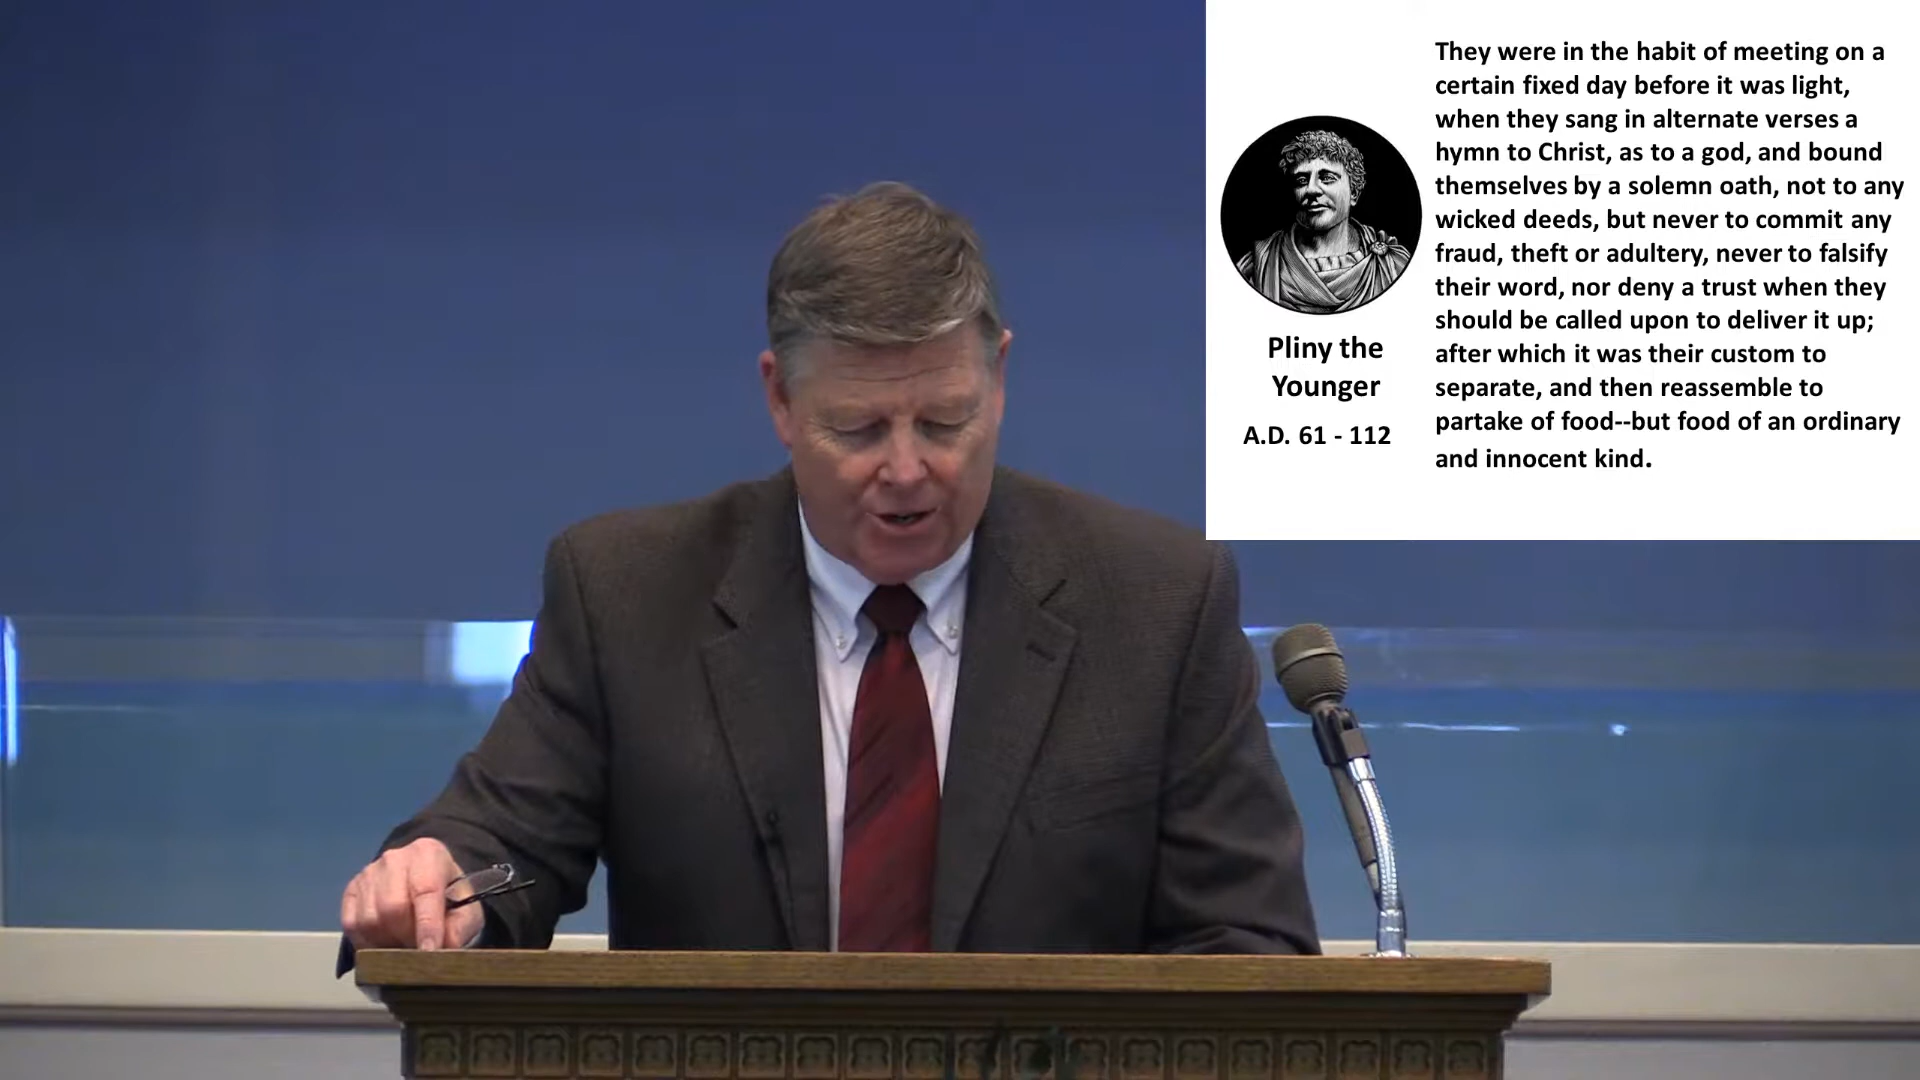 They were in the habit of meeting on a
certain fixed day before it was light,
when they sang in alternate verses a
hymn to Christ, as to a god, and bound
themselves by a solemn oath, not to any
wicked deeds, but never to commit any
fraud, theft or adultery, never to falsify
their word, nor deny a trust when they
should be called upon to deliver it up;
after which it was their custom to
separate, and then reassemble to
partake of food--but food of an ordinary
and innocent kind.
Pliny the
Younger
A.D. 61 - 112